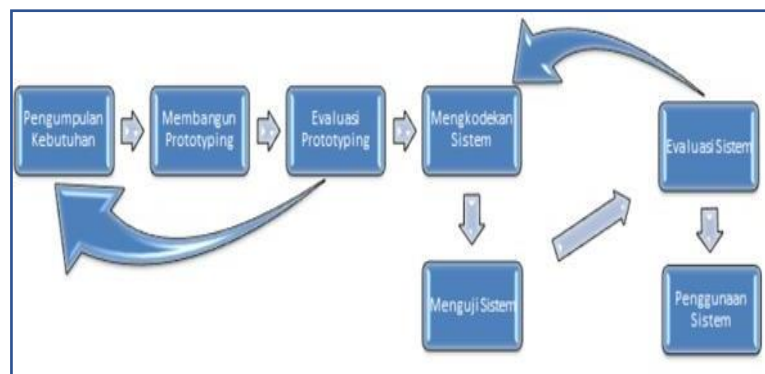 Pengumpulan
Kebutuhan
Membangun
Prototyping
Evaluasi
Prototyping
Mengkodekan
Sistem
Menguji Sistem
Evaluasi Sistem
Penggunaan
Sistem